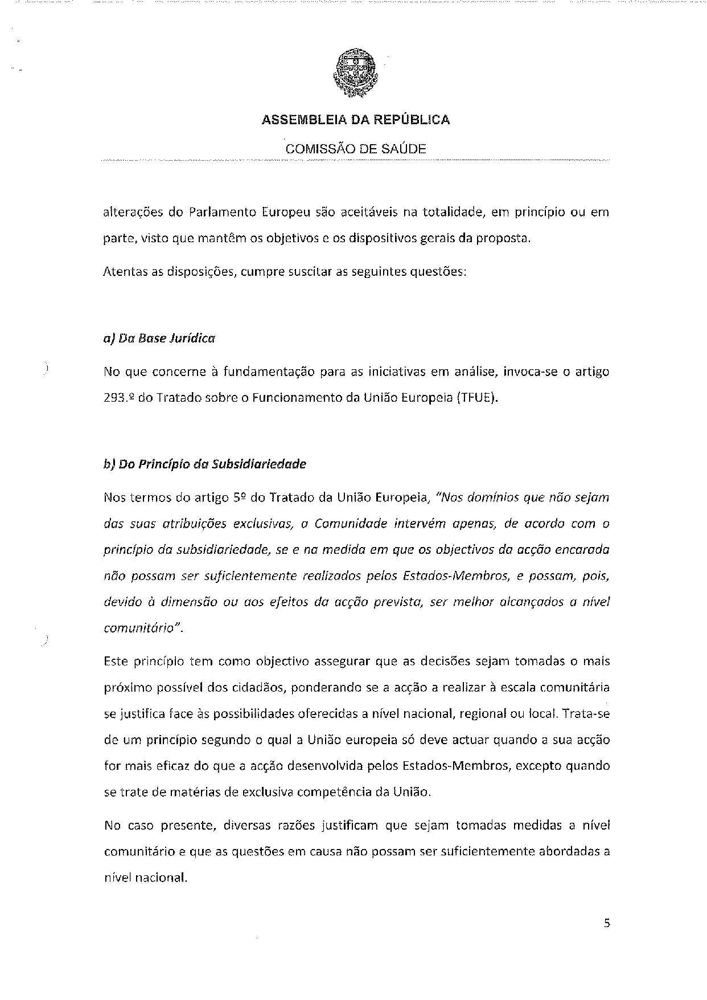 ASSEMBLEIA DA REPÚBLICA
COMISSÃO DE SAÚDE
alterações do Parlamento Europeu são aceitáveis na totalidade, em princípio ou em
parte, visto que mantêm os objetivos e os dispositivos gerais da proposta.
Atentas as disposições, cumpre suscitar as seguintes questões:
a) Da Base Jurídica
No que concerne à fundamentação para as iniciativas em análise, invoca-se o artigo
293.º do Tratado sobre o Funcionamento da União Europeia (TFUE).
b) Do Princípio da Subsidiariedade
Nos termos do artigo 5º do Tratado da União Europeia, "Nos domínios que não sejam
das suas atribuições exclusivas, a Comunidade intervém apenas, de acordo com o
princípio da subsidiariedade, se e na medida em que os objectivos da acção encarada
não possam ser suficientemente realizados pelos Estados-Membros, e possam, pois,
devido à dimensão ou aos efeitos da acção prevista, ser melhor alcançados a nível
comunitário".
Este princípio tem como objectivo assegurar que as decisões sejam tomadas o mais
próximo possível dos cidadãos, ponderando se a acção a realizar à escala comunitária
se justifica face às possibilidades oferecidas a nível nacional, regional ou local. Trata-se
de um princípio segundo o qual a União europeia só deve actuar quando a sua acção
for mais eficaz do que a acção desenvolvida pelos Estados-Membros, excepto quando
se trate de matérias de exclusiva competência da União.
No caso presente, diversas razões justificam que sejam tomadas medidas a nível
comunitário e que as questões em causa não possam ser suficientemente abordadas a
nível nacional.
5